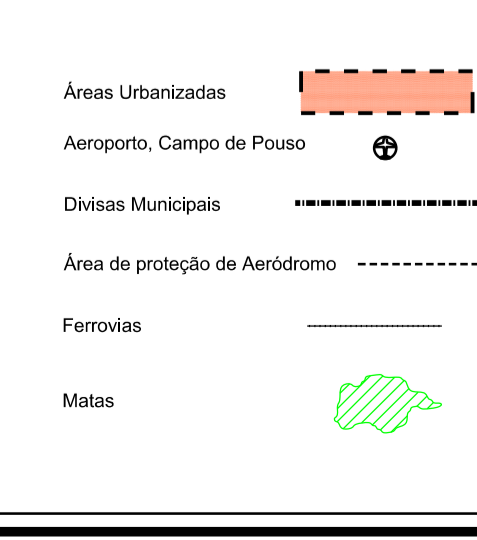 Áreas Urbanizadas
Aeroporto, Campo de Pouso
Divisas Municipais
Área de proteção de Aeródromo
Ferrovias
Matas